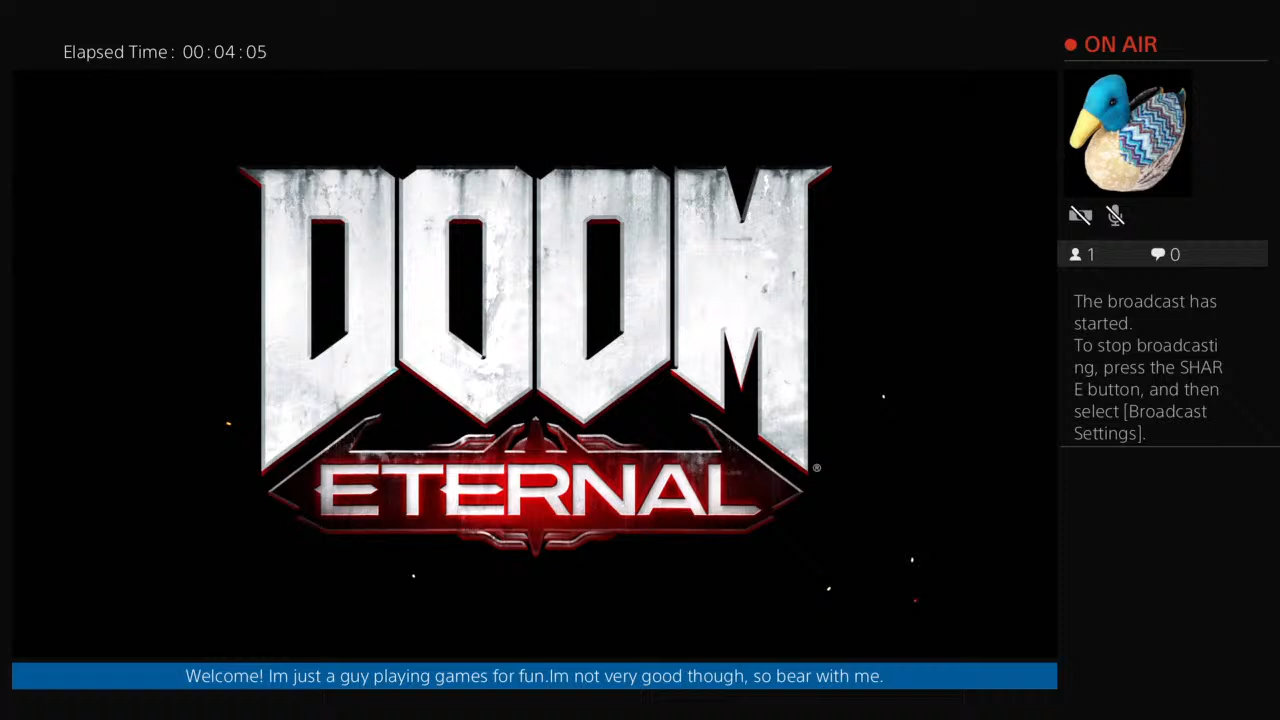 Elapsed Time: 00:04:05
ON AIR
DOOM
ETERNAL
®
1
0
The broadcast has
started.
To stop broadcasti
ng, press the SHAR
E button, and then
select [Broadcast
Settings].
Welcome! Im just a guy playing games for fun.Im not very good though, so bear with me.